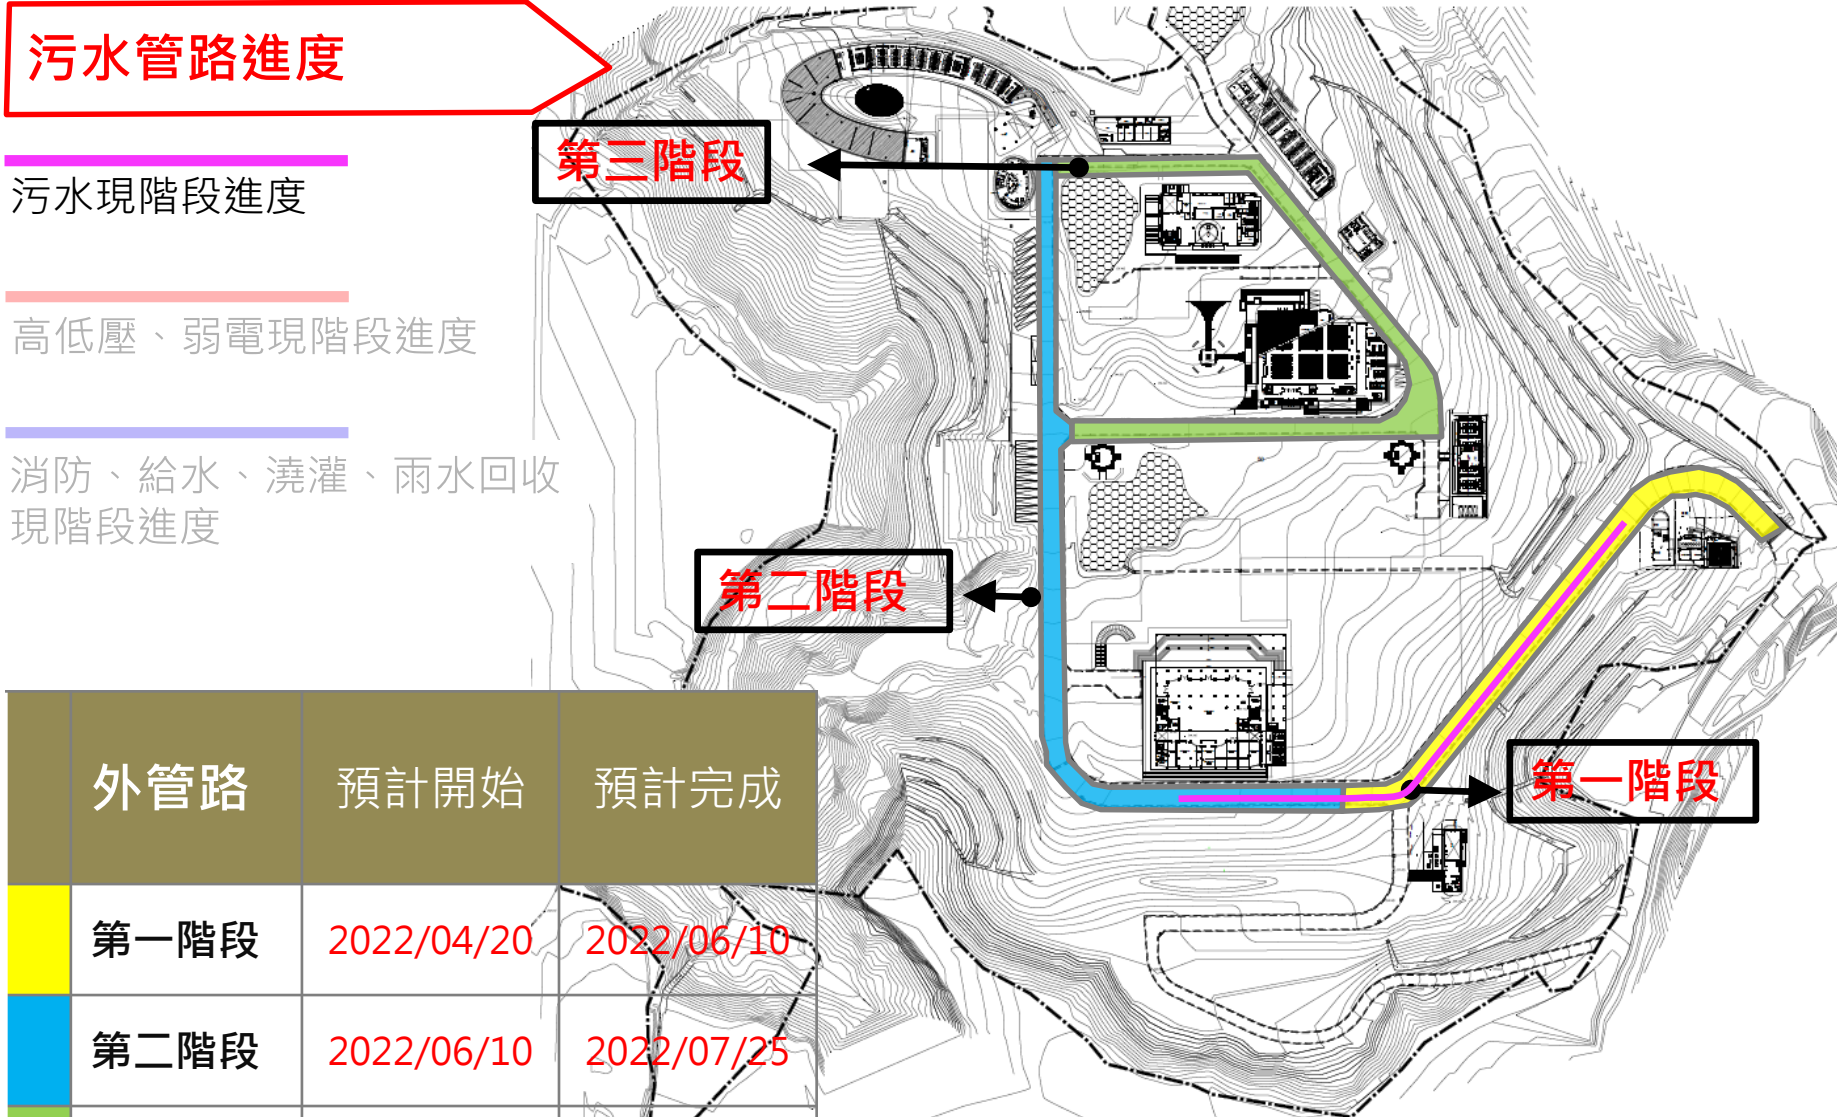 污水管路進度
污水現階段進度
高低壓、弱電現階段進度
消防、給水、澆灌、雨水回收
現階段進度
第三階段
第二階段
第一階段
外管路 預計開始 預計完成
第一階段 2022/04/20 2022/06/10
第二階段 2022/06/10 2022/07/25